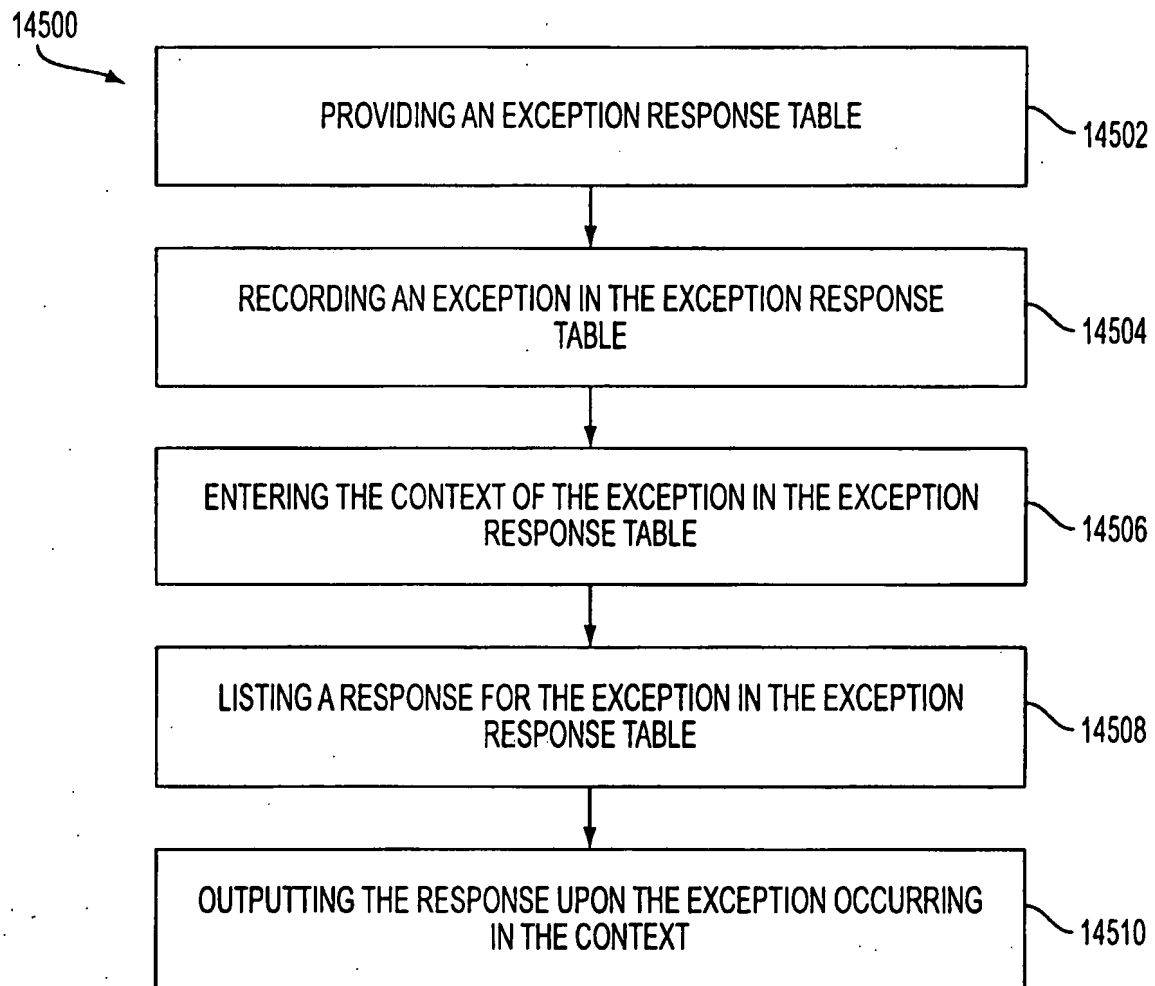 14500
PROVIDING AN EXCEPTION RESPONSE TABLE
14502
RECORDING AN EXCEPTION IN THE EXCEPTION RESPONSE
TABLE
14504
ENTERING THE CONTEXT OF THE EXCEPTION IN THE EXCEPTION
RESPONSE TABLE
14506
LISTING A RESPONSE FOR THE EXCEPTION IN THE EXCEPTION
RESPONSE TABLE
14508
OUTPUTTING THE RESPONSE UPON THE EXCEPTION OCCURRING
IN THE CONTEXT
14510